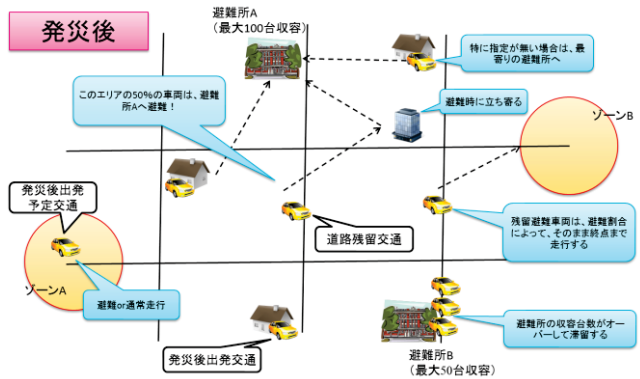 発災後
避難所A
(最大100台収容)
特に指定が無い場合は、最
寄りの避難所へ
このエリアの50%の車両は、避難
所Aへ避難!
避難時に立ち寄る
ゾーンB
発災後出発
予定交通
道路残留交通
残留避難車両は、避難割合
によって、そのまま終点まで
走行する
ゾーンA
避難or通常走行
発災後出発交通
避難所の収容台数がオー
バーして滞留する
避難所B
(最大50台収容)